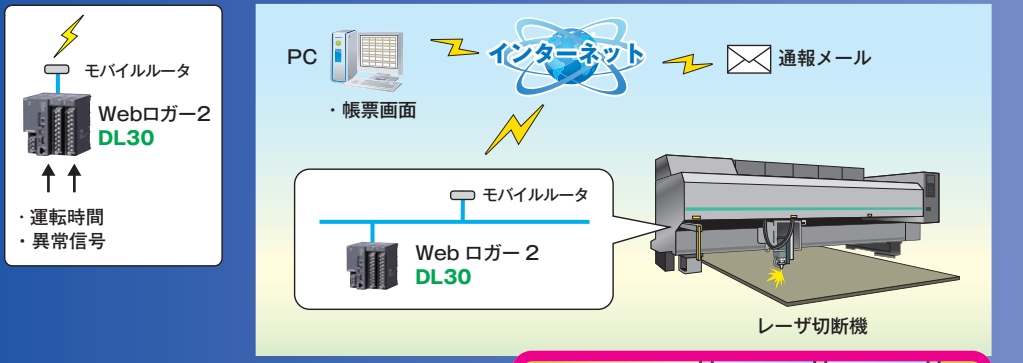 モバイルルータ
Webロガー2
DL30
・運転時間
・異常信号
PC
インターネット
通報メール
・帳票画面
モバイルルータ
Web ロガー 2
DL30
レーザ切断機